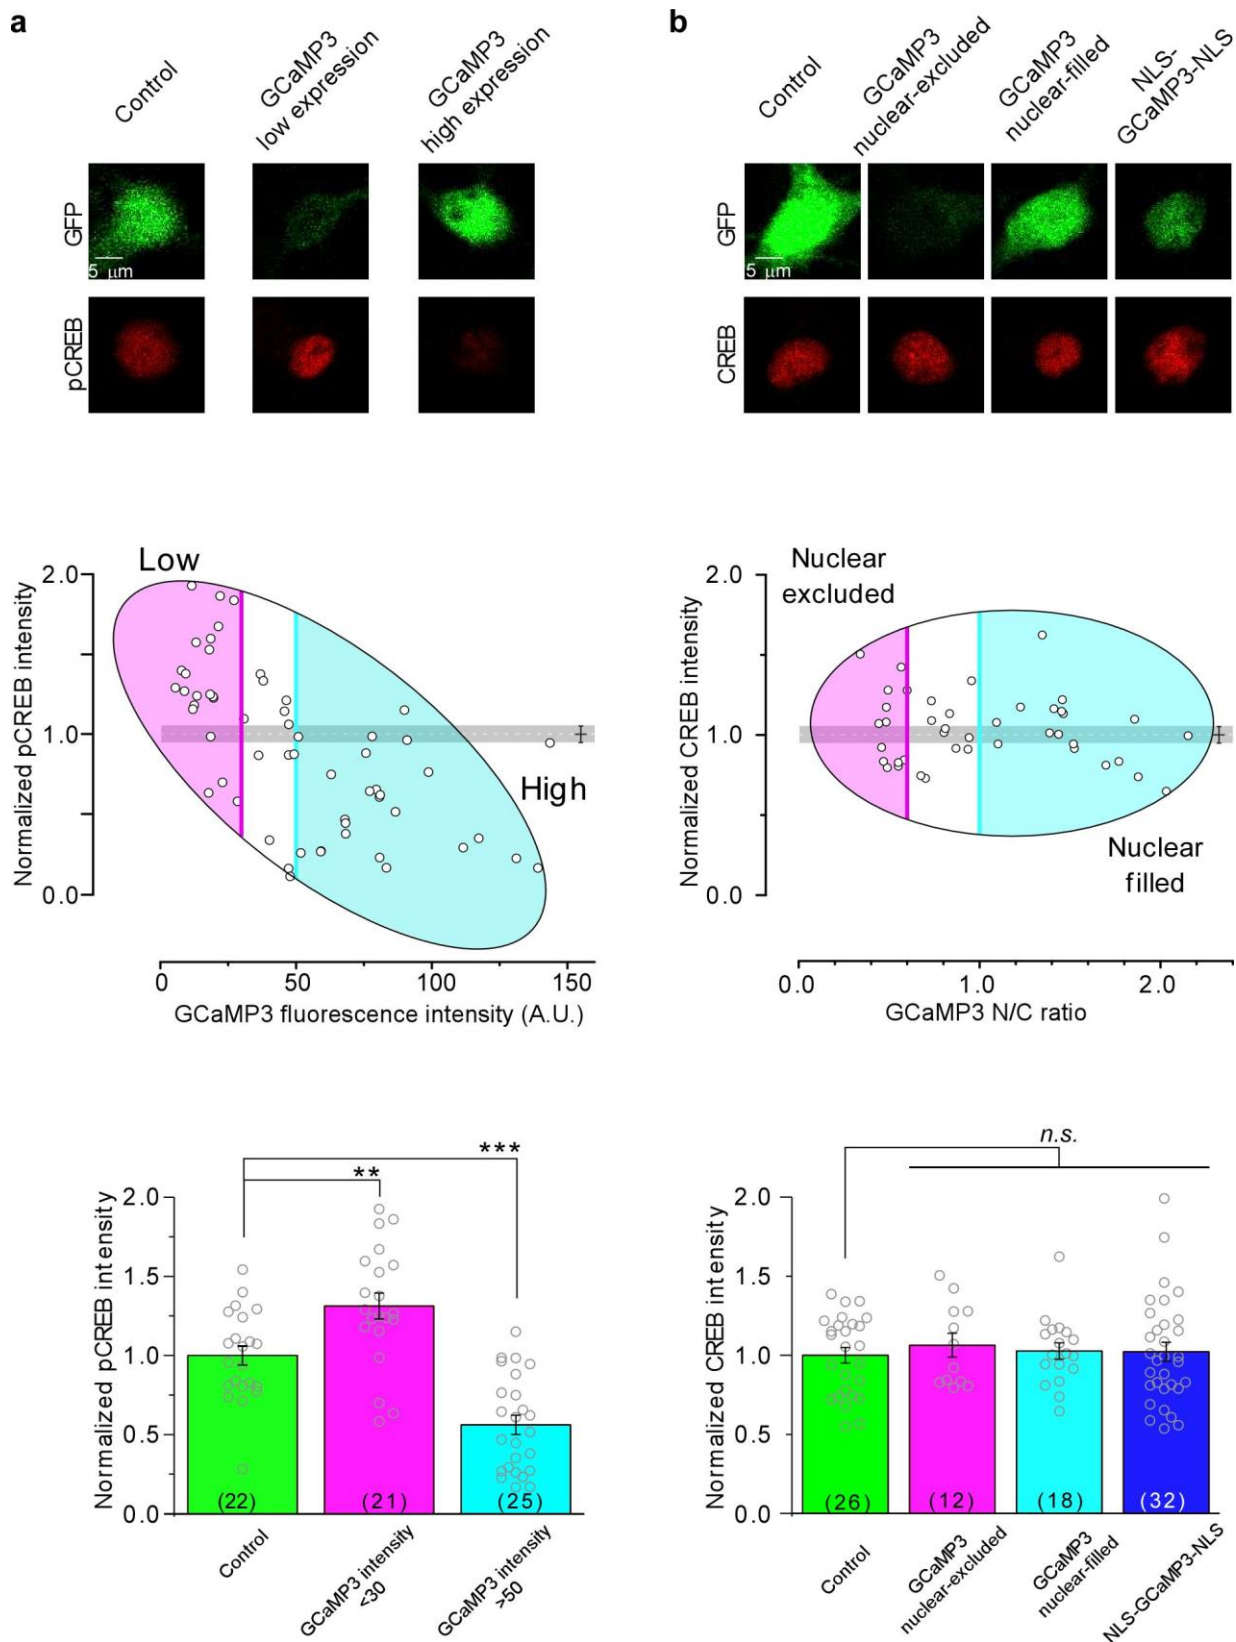 a
Control
GCaMP3
low expression
GCaMP3
high expression
GFP
5 μm
pCREB
Low
High
Normalized pCREB intensity
2.0
1.0
0.0
0
50
100
150
GCaMP3 fluorescence intensity (A.U.)
***
**
Normalized pCREB intensity
2.0
1.5
1.0
0.5
0.0
(22)
(21)
(25)
Control
GCaMP3 intensity
<30
GCaMP3 intensity
>50
b
Control
GCaMP3
nuclear-excluded
GCaMP3
nuclear-filled
NLS-
GCaMP3-NLS
GFP
5 μm
CREB
Nuclear
excluded
Nuclear
filled
Normalized CREB intensity
2.0
1.0
0.0
0.0
1.0
2.0
GCaMP3 N/C ratio
n.s.
Normalized CREB intensity
2.0
1.5
1.0
0.5
0.0
(26)
(12)
(18)
(32)
Control
GCaMP3
nuclear-excluded
GCaMP3
nuclear-filled
NLS-GCaMP3-NLS